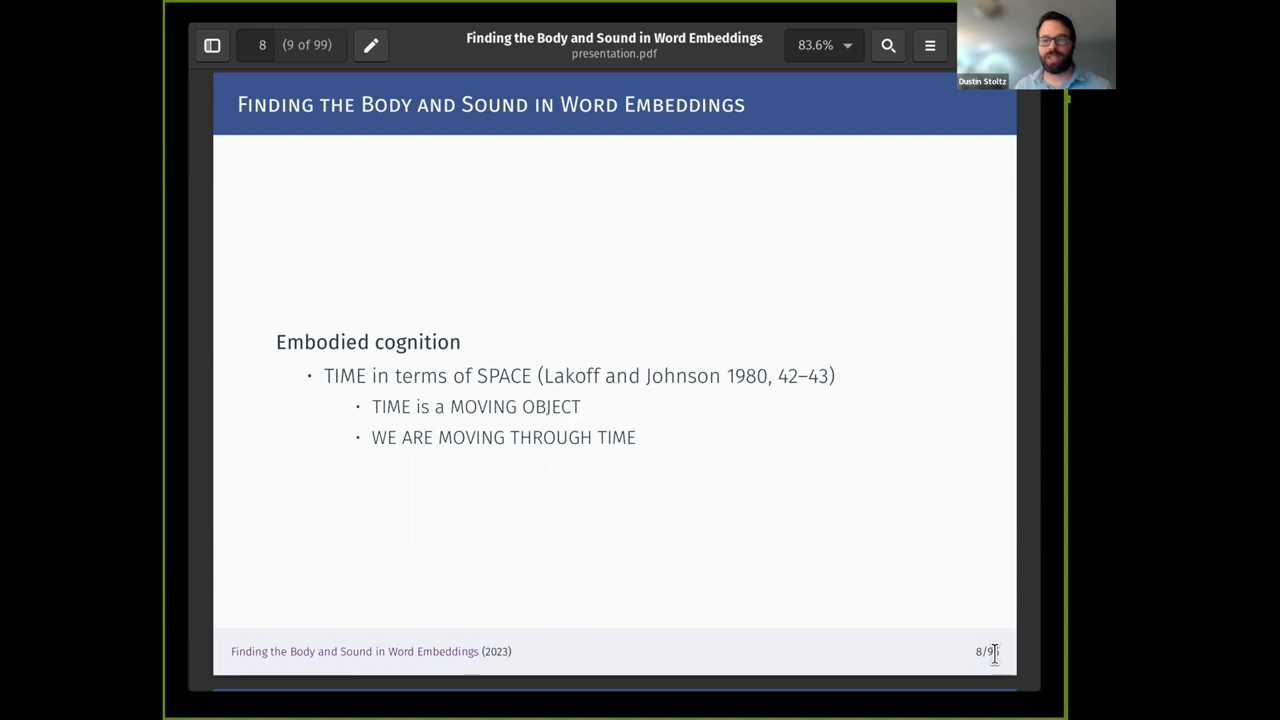 8 (9 of 99)
Finding the Body and Sound in Word Embeddings
presentation.pdf
83.6%
Dustin Stoltz
Finding the Body and Sound in Word Embeddings
Embodied cognition
• TIME in terms of SPACE (Lakoff and Johnson 1980, 42–43)
• TIME is a MOVING OBJECT
• WE ARE MOVING THROUGH TIME
Finding the Body and Sound in Word Embeddings (2023)